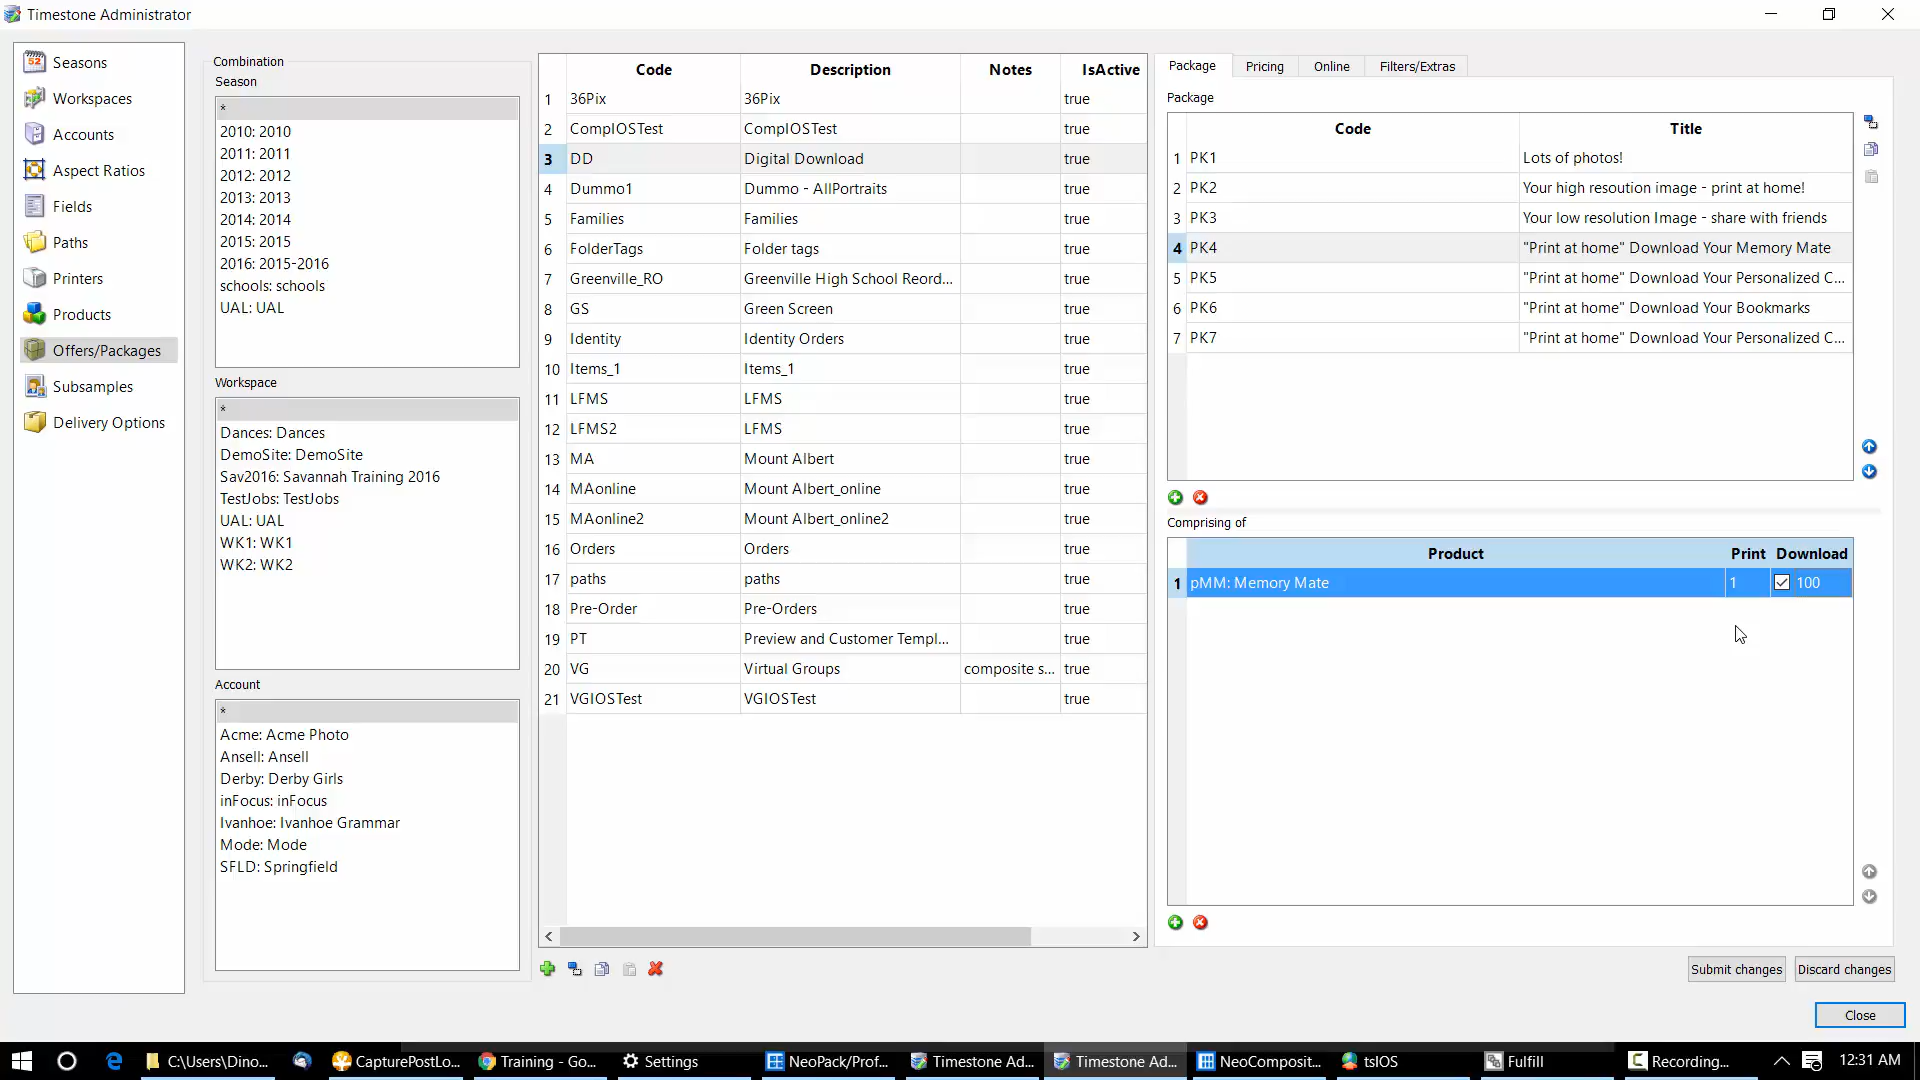 Timestone Administrator
Seasons
Workspaces
Accounts
Aspect Ratios
Fields
Paths
Printers
Products
Offers/Packages
Subsamples
Delivery Options
Combination
Season
*
2010: 2010
2011: 2011
2012: 2012
2013: 2013
2014: 2014
2015: 2015
2016: 2015-2016
schools: schools
UAL: UAL
Workspace
*
Dances: Dances
DemoSite: DemoSite
Sav2016: Savannah Training 2016
TestJobs: TestJobs
UAL: UAL
WK1: WK1
WK2: WK2
Account
*
Acme: Acme Photo
Ansell: Ansell
Derby: Derby Girls
inFocus: inFocus
Ivanhoe: Ivanhoe Grammar
Mode: Mode
SFLD: Springfield
Code Description Notes IsActive
1 36Pix 36Pix true
2 CompIOSTest CompIOSTest true
3 DD Digital Download true
4 Dummo1 Dummo - AllPortraits true
5 Families Families true
6 FolderTags Folder tags true
7 Greenville_RO Greenville High School Reord... true
8 GS Green Screen true
9 Identity Identity Orders true
10 Items_1 Items_1 true
11 LFMS LFMS true
12 LFMS2 LFMS true
13 MA Mount Albert true
14 MAonline Mount Albert_online true
15 MAonline2 Mount Albert_online2 true
16 Orders Orders true
17 paths paths true
18 Pre-Order Pre-Orders true
19 PT Preview and Customer Templ... true
20 VG Virtual Groups composite s... true
21 VGIOSTest VGIOSTest true
Package Pricing Online Filters/Extras
Package
Code Title
1 PK1 Lots of photos!
2 PK2 Your high resoution image - print at home!
3 PK3 Your low resolution Image - share with friends
4 PK4 "Print at home" Download Your Memory Mate
5 PK5 "Print at home" Download Your Personalized C...
6 PK6 "Print at home" Download Your Bookmarks
7 PK7 "Print at home" Download Your Personalized C...
Comprising of
Product Print Download
1 pMM: Memory Mate 1 100
Submit changes Discard changes
Close
C:\Users\Dino... CapturePostLo... Training - Go... Settings NeoPack/Prof... Timestone Ad... Timestone Ad... NeoComposit... tsIOS Fulfill Recording... 12:31 AM